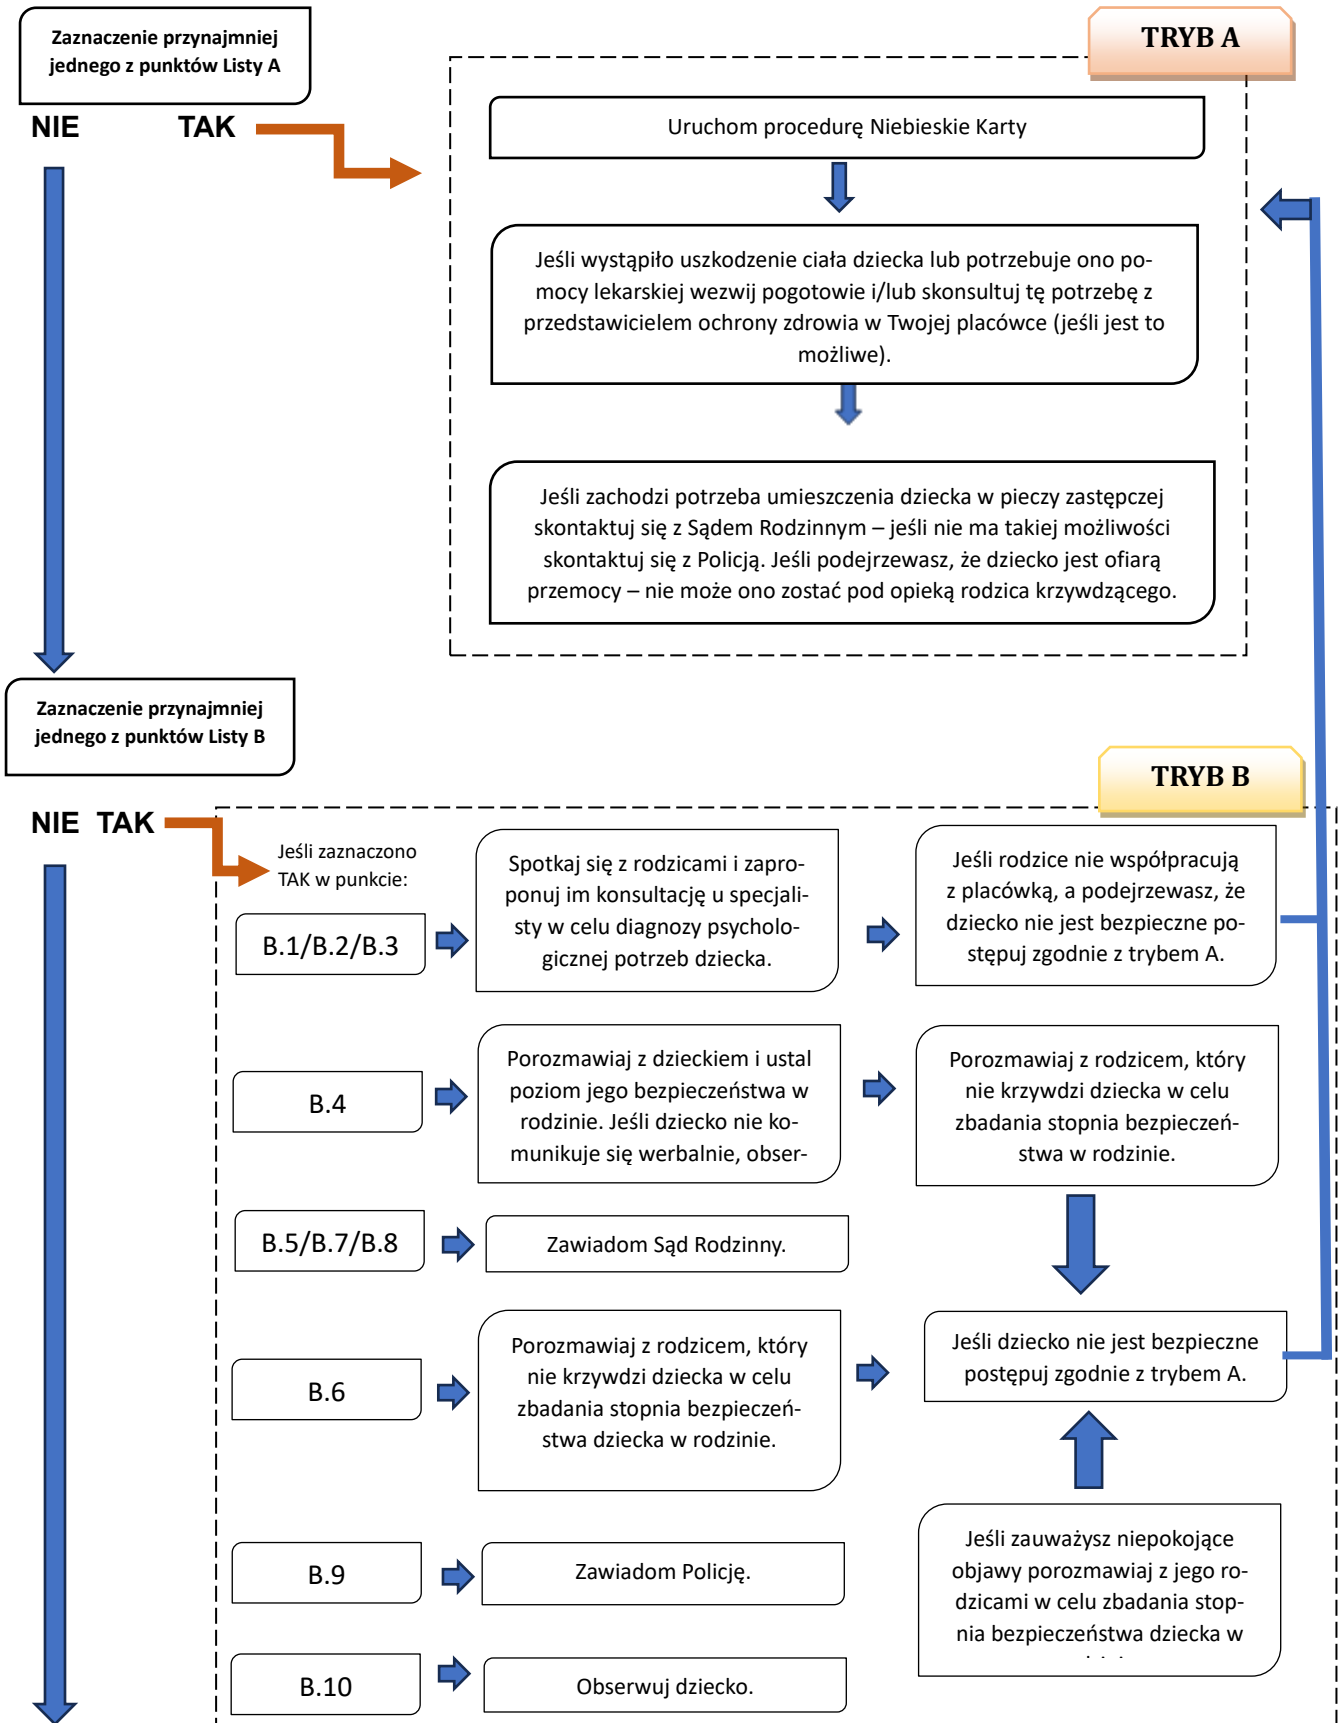 Zaznaczenie przynajmniej
jednego z punktów Listy A
NIE TAK
TRYB A
Uruchom procedurę Niebieskie Karty
Jeśli wystąpiło uszkodzenie ciała dziecka lub potrzebuje ono po-
mocy lekarskiej wezwij pogotowie i/lub skonsultuj tę potrzebę z
przedstawicielem ochrony zdrowia w Twojej placówce (jeśli jest to
możliwe).
Jeśli zachodzi potrzeba umieszczenia dziecka w pieczy zastępczej
skontaktuj się z Sądem Rodzinnym – jeśli nie ma takiej możliwości
skontaktuj się z Policją. Jeśli podejrzewasz, że dziecko jest ofiarą
przemocy – nie może ono zostać pod opieką rodzica krzywdzącego.
Zaznaczenie przynajmniej
jednego z punktów Listy B
NIE TAK
TRYB B
Jeśli zaznaczono
TAK w punkcie:
B.1/B.2/B.3
Spotkaj się z rodzicami i zapro-
ponuj im konsultację u specjali-
sty w celu diagnozy psycholo-
gicznej potrzeb dziecka.
Jeśli rodzice nie współpracują
z placówką, a podejrzewasz, że
dziecko nie jest bezpieczne po-
stępuj zgodnie z trybem A.
B.4
Porozmawiaj z dzieckiem i ustal
poziom jego bezpieczeństwa w
rodzinie. Jeśli dziecko nie ko-
munikuje się werbalnie, obser-
Porozmawiaj z rodzicem, który
nie krzywdzi dziecka w celu
zbadania stopnia bezpieczeń-
stwa w rodzinie.
B.5/B.7/B.8
Zawiadom Sąd Rodzinny.
B.6
Porozmawiaj z rodzicem, który
nie krzywdzi dziecka w celu
zbadania stopnia bezpieczeń-
stwa dziecka w rodzinie.
Jeśli dziecko nie jest bezpieczne
postępuj zgodnie z trybem A.
B.9
Zawiadom Policję.
Jeśli zauważysz niepokojące
objawy porozmawiaj z jego ro-
dzicami w celu zbadania stop-
nia bezpieczeństwa dziecka w
B.10
Obserwuj dziecko.